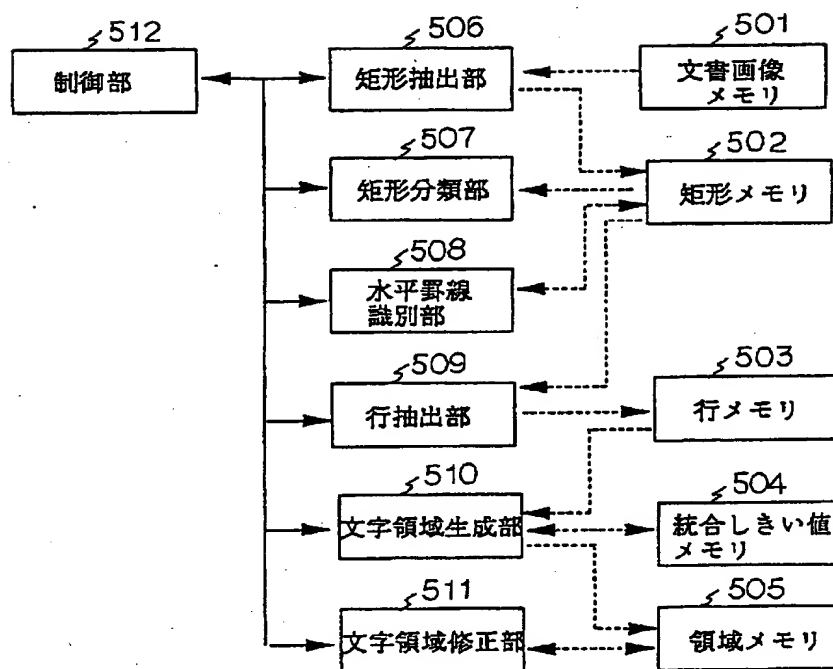 512
制御部
506
矩形抽出部
501
文書画像
メモリ
507
矩形分類部
502
矩形メモリ
508
水平罫線
識別部
509
行抽出部
503
行メモリ
510
文字領域生成部
504
統合しきい値
メモリ
511
文字領域修正部
505
領域メモリ